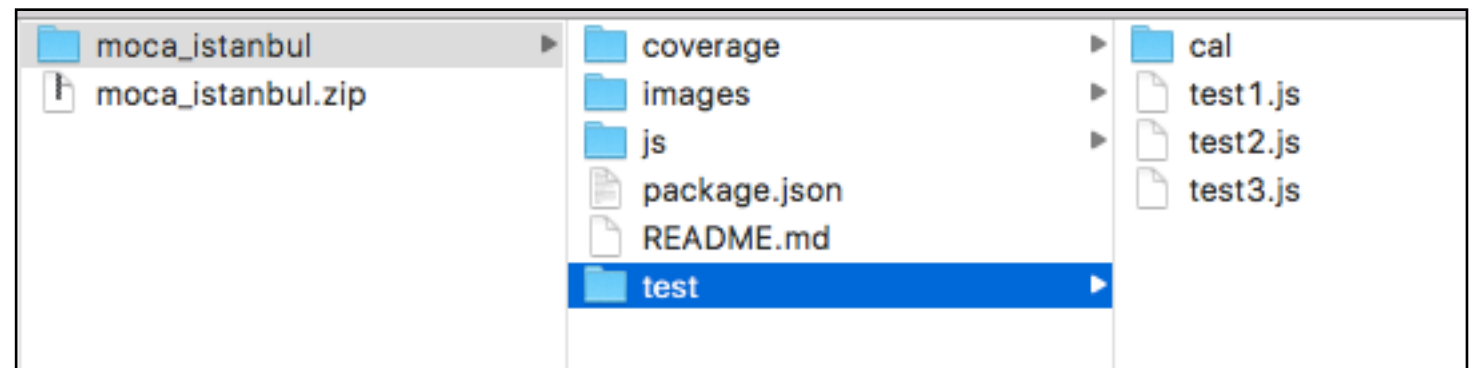 moca_istanbul
moca_istanbul.zip
coverage
images
js
package.json
README.md
test
cal
test1.js
test2.js
test3.js